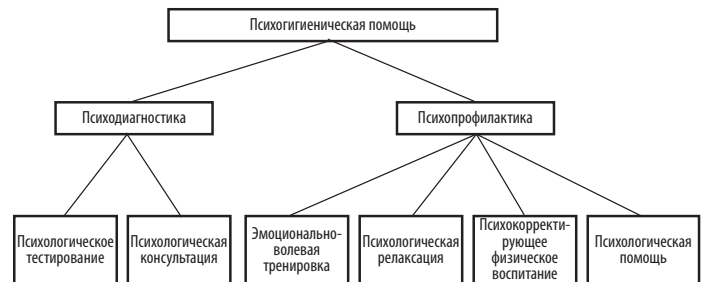 Психогигиеническая помощь
Психодиагностика
Психопрофилактика
Психологическое
тестирование
Психологическая
консультация
Эмоционально-
волевая
тренировка
Психологическая
релаксация
Психокорректи-
рующее
физическое
воспитание
Психологическая
помощь